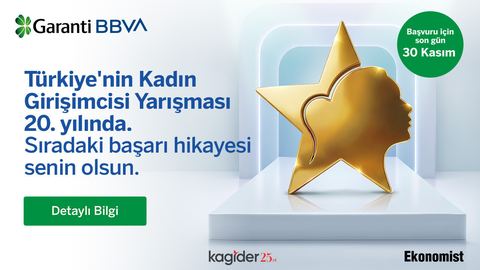 Garanti BBVA
Başvuru için
son gün
30 Kasım
Türkiye'nin Kadın
Girişimcisi Yarışması
20. yılında.
Sıradaki başarı hikayesi
senin olsun.
Detaylı Bilgi
kagider 25.yıl
Ekonomist